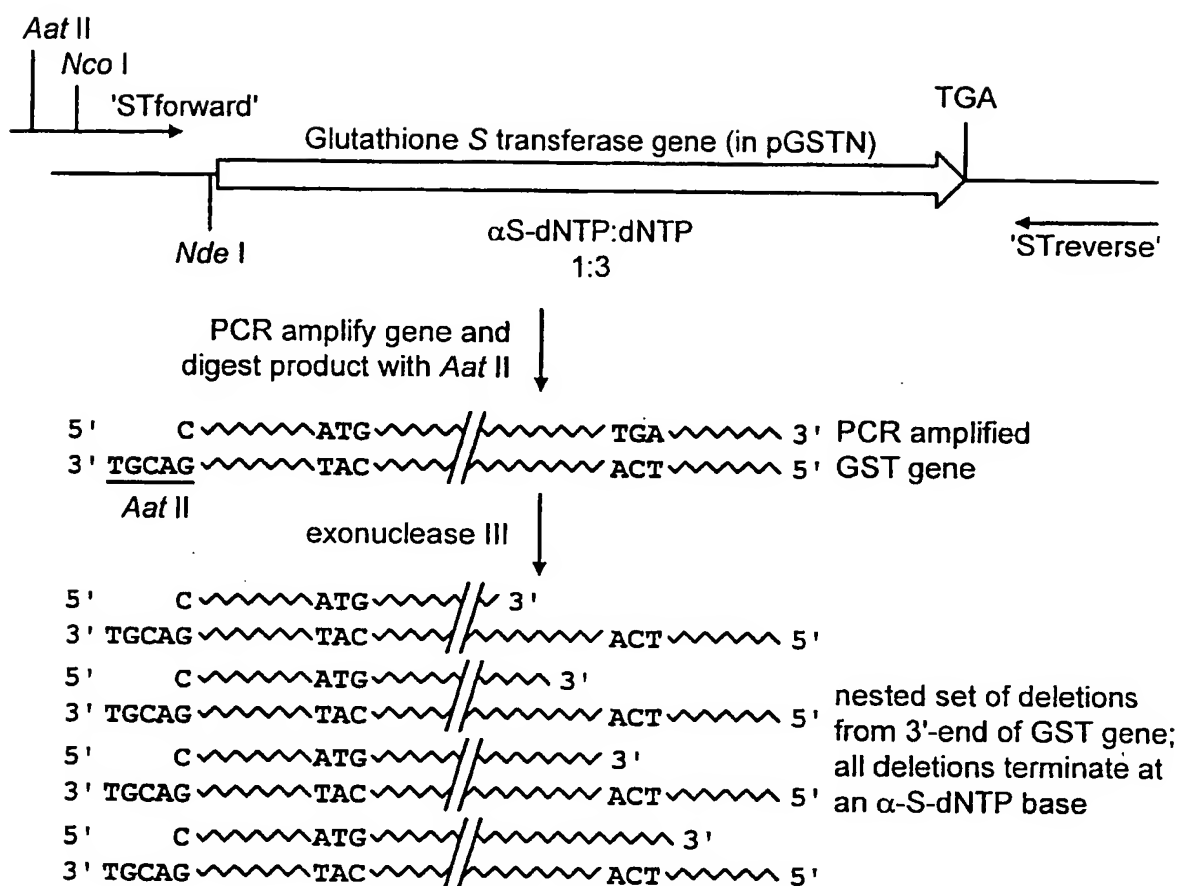 Aat II
Nco I
'STforward'
TGA
Glutathione S transferase gene (in pGSTN)
Nde I
αS-dNTP:dNTP
1:3
'STreverse'
PCR amplify gene and
digest product with Aat II
5' C ATG TGA 3' PCR amplified
3' TGCAG TAC ACT 5' GST gene
Aat II
exonuclease III
5' C ATG 3'
3' TGCAG TAC ACT 5'
5' C ATG 3'
3' TGCAG TAC ACT 5'
5' C ATG 3'
3' TGCAG TAC ACT 5'
5' C ATG 3'
3' TGCAG TAC ACT 5'
nested set of deletions
from 3'-end of GST gene;
all deletions terminate at
an α-S-dNTP base